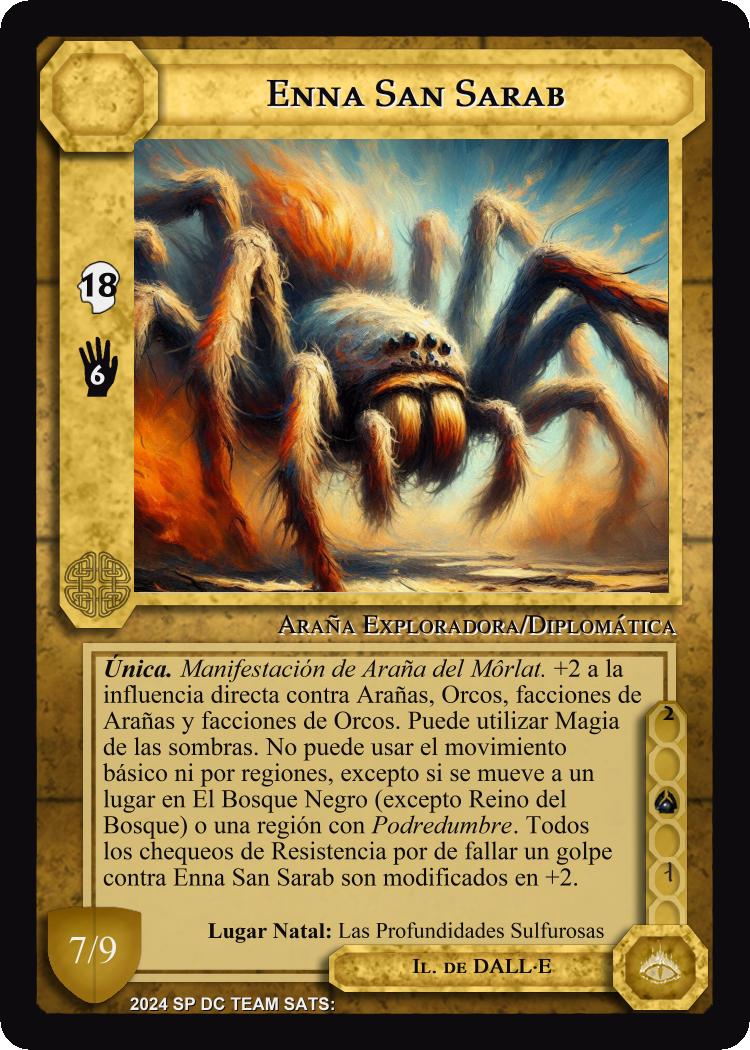 Enna San Sarab
18
6
Araña Exploradora/Diplomática
Única. Manifestación de Araña del Môrlat. +2 a la
influencia directa contra Arañas, Orcos, facciones de
Arañas y facciones de Orcos. Puede utilizar Magia
de las sombras. No puede usar el movimiento
básico ni por regiones, excepto si se mueve a un
lugar en El Bosque Negro (excepto Reino del
Bosque) o una región con Podredumbre. Todos
los chequeos de Resistencia por de fallar un golpe
contra Enna San Sarab son modificados en +2.
2
1
Lugar Natal: Las Profundidades Sulfurosas
7/9
Il. de DALL·E
2024 SP DC TEAM SATS: